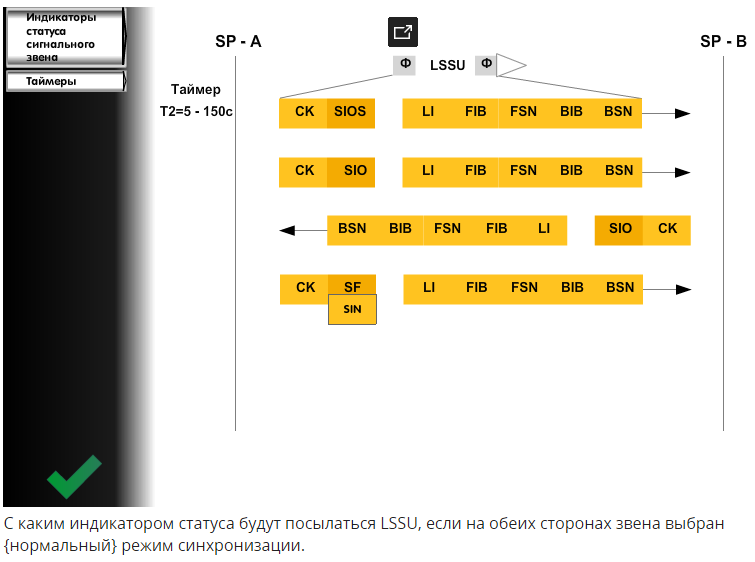 Индикаторы
статуса
сигнального
звена
Таймеры
SP - A
SP - B
Ф LSSU Ф
Таймер
T2=5 - 150c
CK SIOS LI FIB FSN BIB BSN
CK SIO LI FIB FSN BIB BSN
BSN BIB FSN FIB LI SIO CK
CK SF LI FIB FSN BIB BSN
SIN
С каким индикатором статуса будут посылаться LSSU, если на обеих сторонах звена выбран
{нормальный} режим синхронизации.